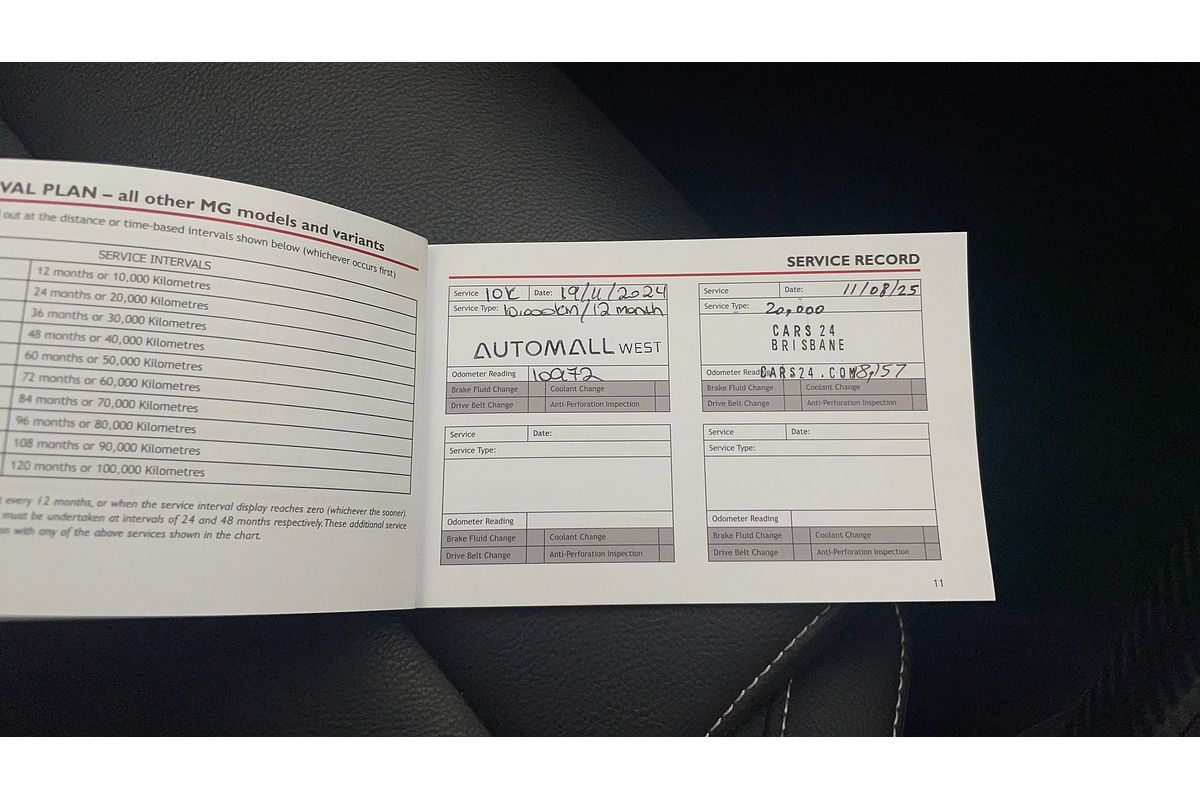 VAL PLAN – all other MG models and variants
out at the distance or time-based intervals shown below (whichever occurs first)
SERVICE INTERVALS
12 months or 10,000 Kilometres
24 months or 20,000 Kilometres
36 months or 30,000 Kilometres
48 months or 40,000 Kilometres
60 months or 50,000 Kilometres
72 months or 60,000 Kilometres
84 months or 70,000 Kilometres
96 months or 80,000 Kilometres
108 months or 90,000 Kilometres
120 months or 100,000 Kilometres
every 12 months, or when the service interval display reaches zero (whichever the sooner).
must be undertaken at intervals of 24 and 48 months respectively. These additional service
with any of the above services shown in the chart.
SERVICE RECORD
Service 10K Date: 19/11/2024
Service Type: 10,000km/12 month
AUTOMALL WEST
Odometer Reading 10972
Brake Fluid Change Coolant Change
Drive Belt Change Anti-Perforation Inspection
Service Date: 11/08/25
Service Type: 20,000
CARS 24
BRISBANE
Odometer Reading CARS24.COM 8,157
Brake Fluid Change Coolant Change
Drive Belt Change Anti-Perforation Inspection
Service Date:
Service Type:
Odometer Reading
Brake Fluid Change Coolant Change
Drive Belt Change Anti-Perforation Inspection
Service Date:
Service Type:
Odometer Reading
Brake Fluid Change Coolant Change
Drive Belt Change Anti-Perforation Inspection
11